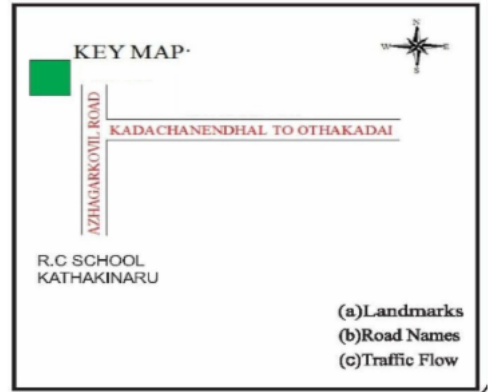 N
W E
S
KEY MAP·
AZHAGARKOVIL ROAD
KADACHANENDHAL TO OTHAKADAI
R.C SCHOOL
KATHAKINARU
(a)Landmarks
(b)Road Names
(c)Traffic Flow